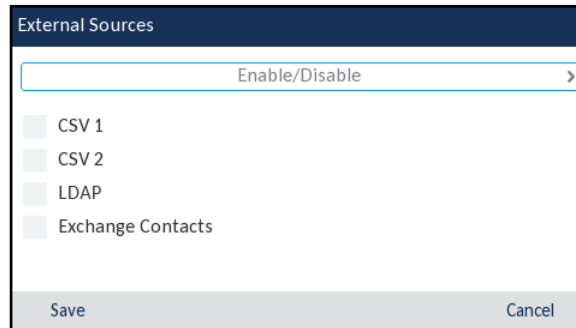 External Sources
Enable/Disable
CSV 1
CSV 2
LDAP
Exchange Contacts
Save Cancel